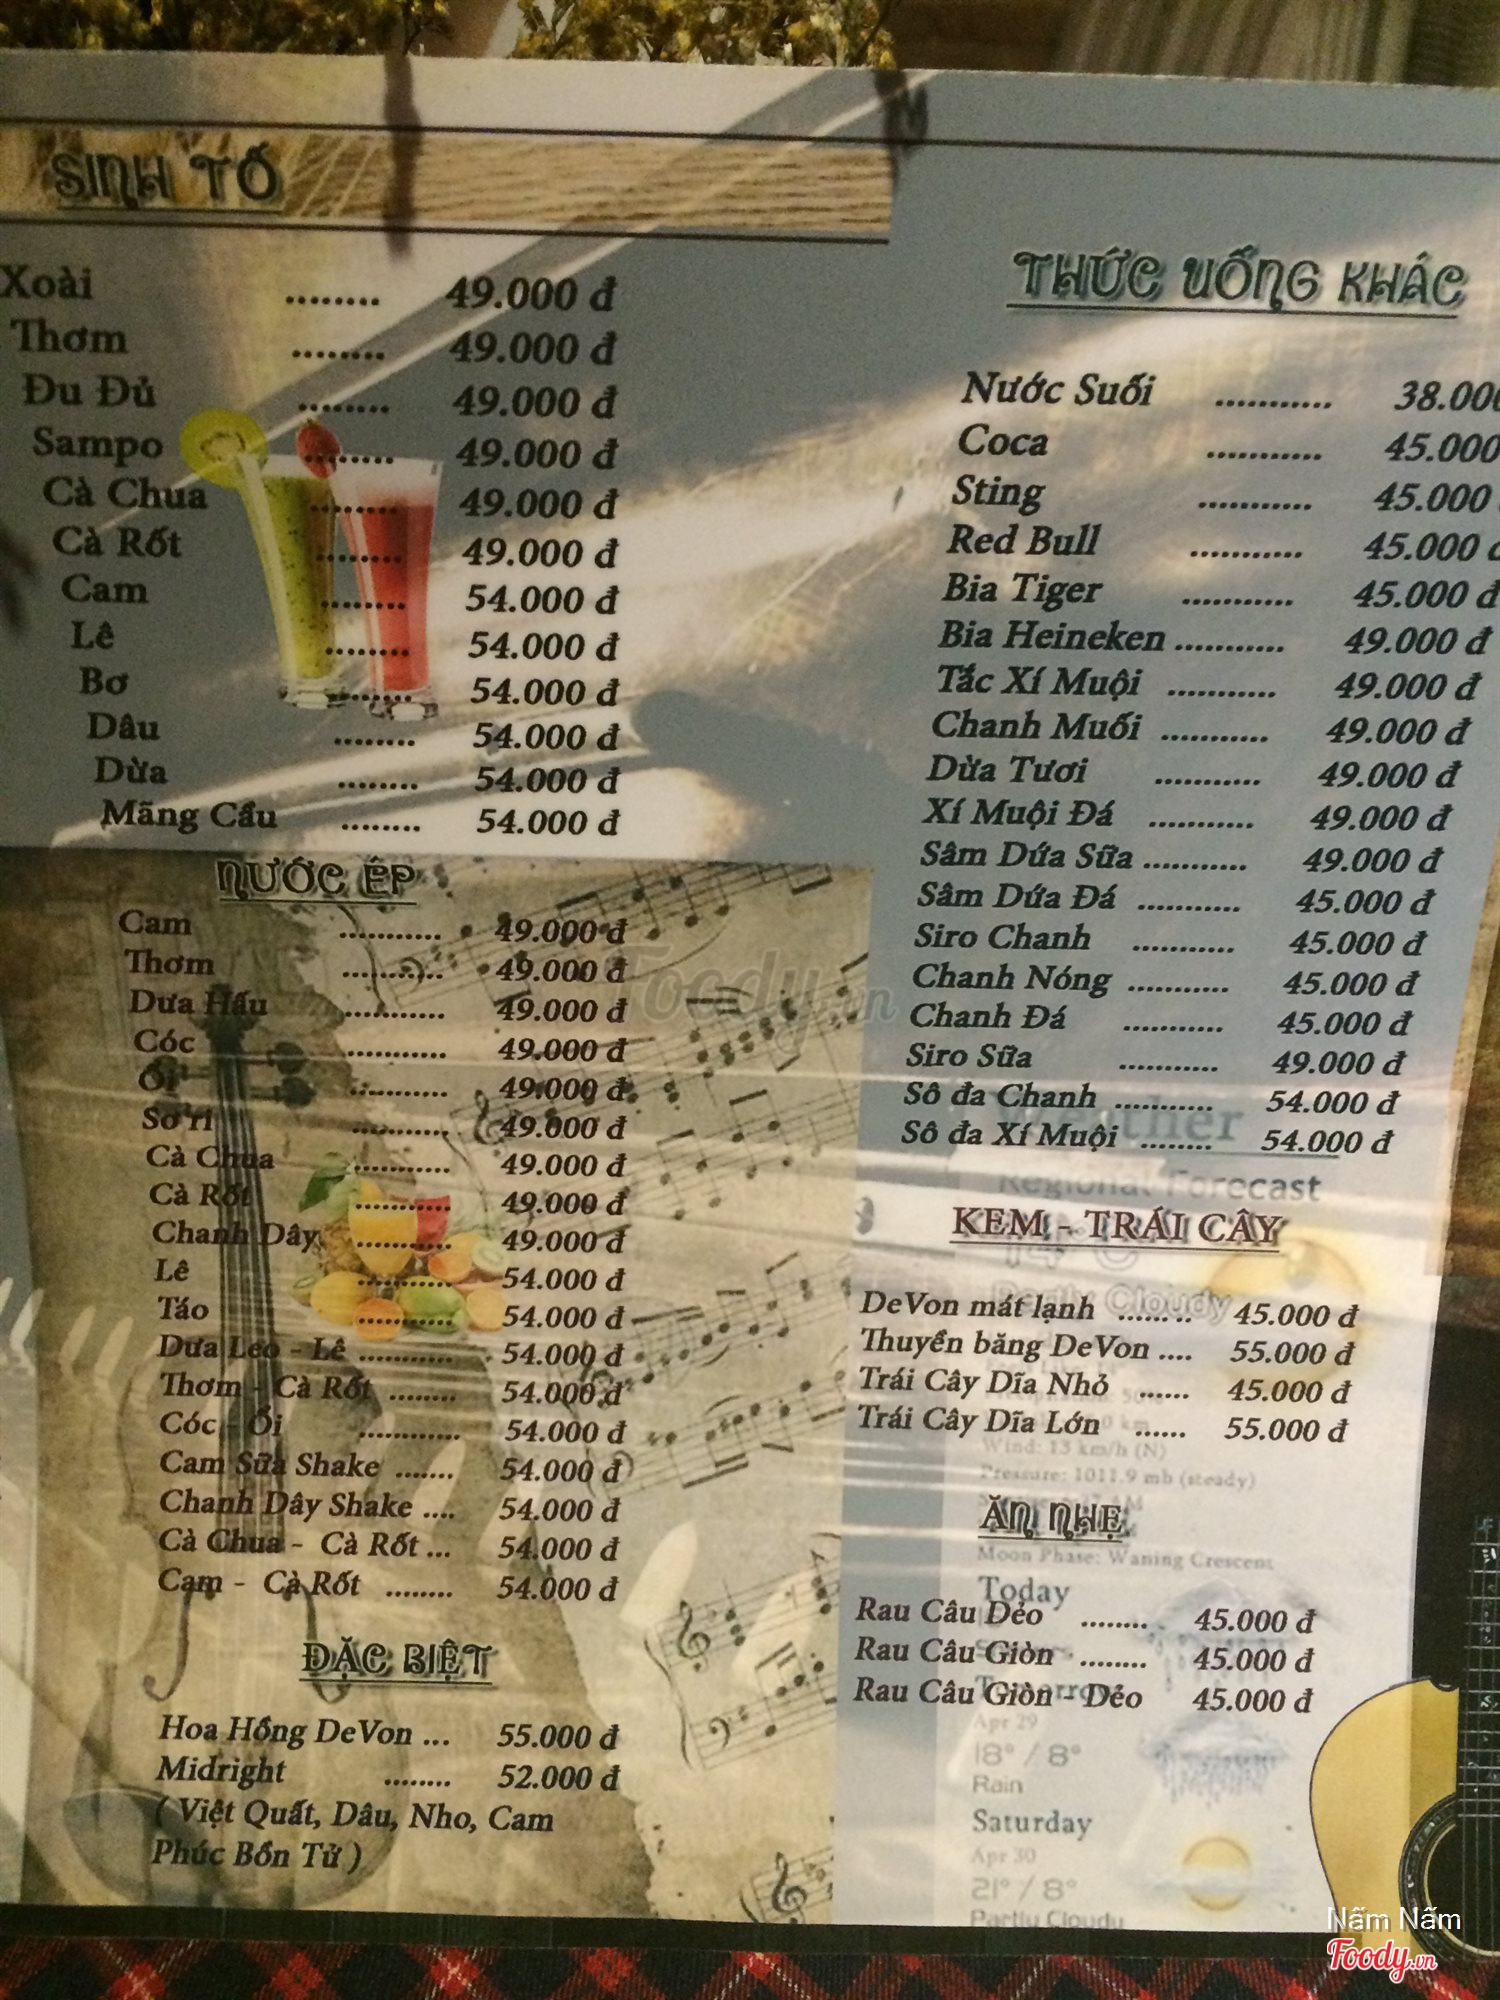 SINH TỐ
Xoài ........ 49.000 đ
Thơm ........ 49.000 đ
Đu Đủ ........ 49.000 đ
Sampo ........ 49.000 đ
Cà Chua ........ 49.000 đ
Cà Rốt ........ 49.000 đ
Cam ........ 54.000 đ
Lê ........ 54.000 đ
Bơ ........ 54.000 đ
Dâu ........ 54.000 đ
Dừa ........ 54.000 đ
Mãng Cầu ........ 54.000 đ
NƯỚC ÉP
Cam ........... 49.000 đ
Thơm ........... 49.000 đ
Dưa Hấu ........... 49.000 đ
Cóc ........... 49.000 đ
Ổi ........... 49.000 đ
Sơ ri ........... 49.000 đ
Cà Chua ........... 49.000 đ
Cà Rốt ........... 49.000 đ
Chanh Dây ........... 49.000 đ
Lê ........... 54.000 đ
Táo ........... 54.000 đ
Dưa Leo - Lê ........... 54.000 đ
Thơm - Cà Rốt ........ 54.000 đ
Cóc - Ổi ............ 54.000 đ
Cam Sữa Shake ....... 54.000 đ
Chanh Dây Shake .... 54.000 đ
Cà Chua - Cà Rốt ... 54.000 đ
Cam - Cà Rốt ........ 54.000 đ
ĐẶC BIỆT
Hoa Hồng DeVon ... 55.000 đ
Midright ........ 52.000 đ
( Việt Quất, Dâu, Nho, Cam
Phúc Bồn Tử )
THỨC UỐNG KHÁC
Nước Suối ........... 38.000
Coca ........... 45.000
Sting ........... 45.000
Red Bull ........... 45.000 đ
Bia Tiger ........... 45.000 đ
Bia Heineken ........... 49.000 đ
Tắc Xí Muội ........... 49.000 đ
Chanh Muối ........... 49.000 đ
Dừa Tươi ........... 49.000 đ
Xí Muội Đá ........... 49.000 đ
Sâm Dứa Sữa ........... 49.000 đ
Sâm Dứa Đá ........... 45.000 đ
Siro Chanh ........... 45.000 đ
Chanh Nóng ........... 45.000 đ
Chanh Đá ........... 45.000 đ
Siro Sữa ........... 49.000 đ
Sô đa Chanh ........... 54.000 đ
Sô đa Xí Muội ........ 54.000 đ
ther
Regional Forecast
KEM - TRÁI CÂY
14°C
Partly Cloudy
DeVon mát lạnh ........ 45.000 đ
Thuyền băng DeVon .... 55.000 đ
Trái Cây Dĩa Nhỏ ...... 45.000 đ
Trái Cây Dĩa Lớn ...... 55.000 đ
Wind: 13 km/h (N)
Pressure: 1011.9 mb (steady)
ĂN NHẸ
Moon Phase: Waning Crescent
Today
Rau Câu Dẻo ........ 45.000 đ
Rau Câu Giòn ........ 45.000 đ
Rau Câu Giòn - Dẻo 45.000 đ
Apr 29
18° / 8°
Rain
Saturday
Apr 30
21° / 8°
Partly Cloudy
Foody.vn
Nấm Nấm
Foody.vn